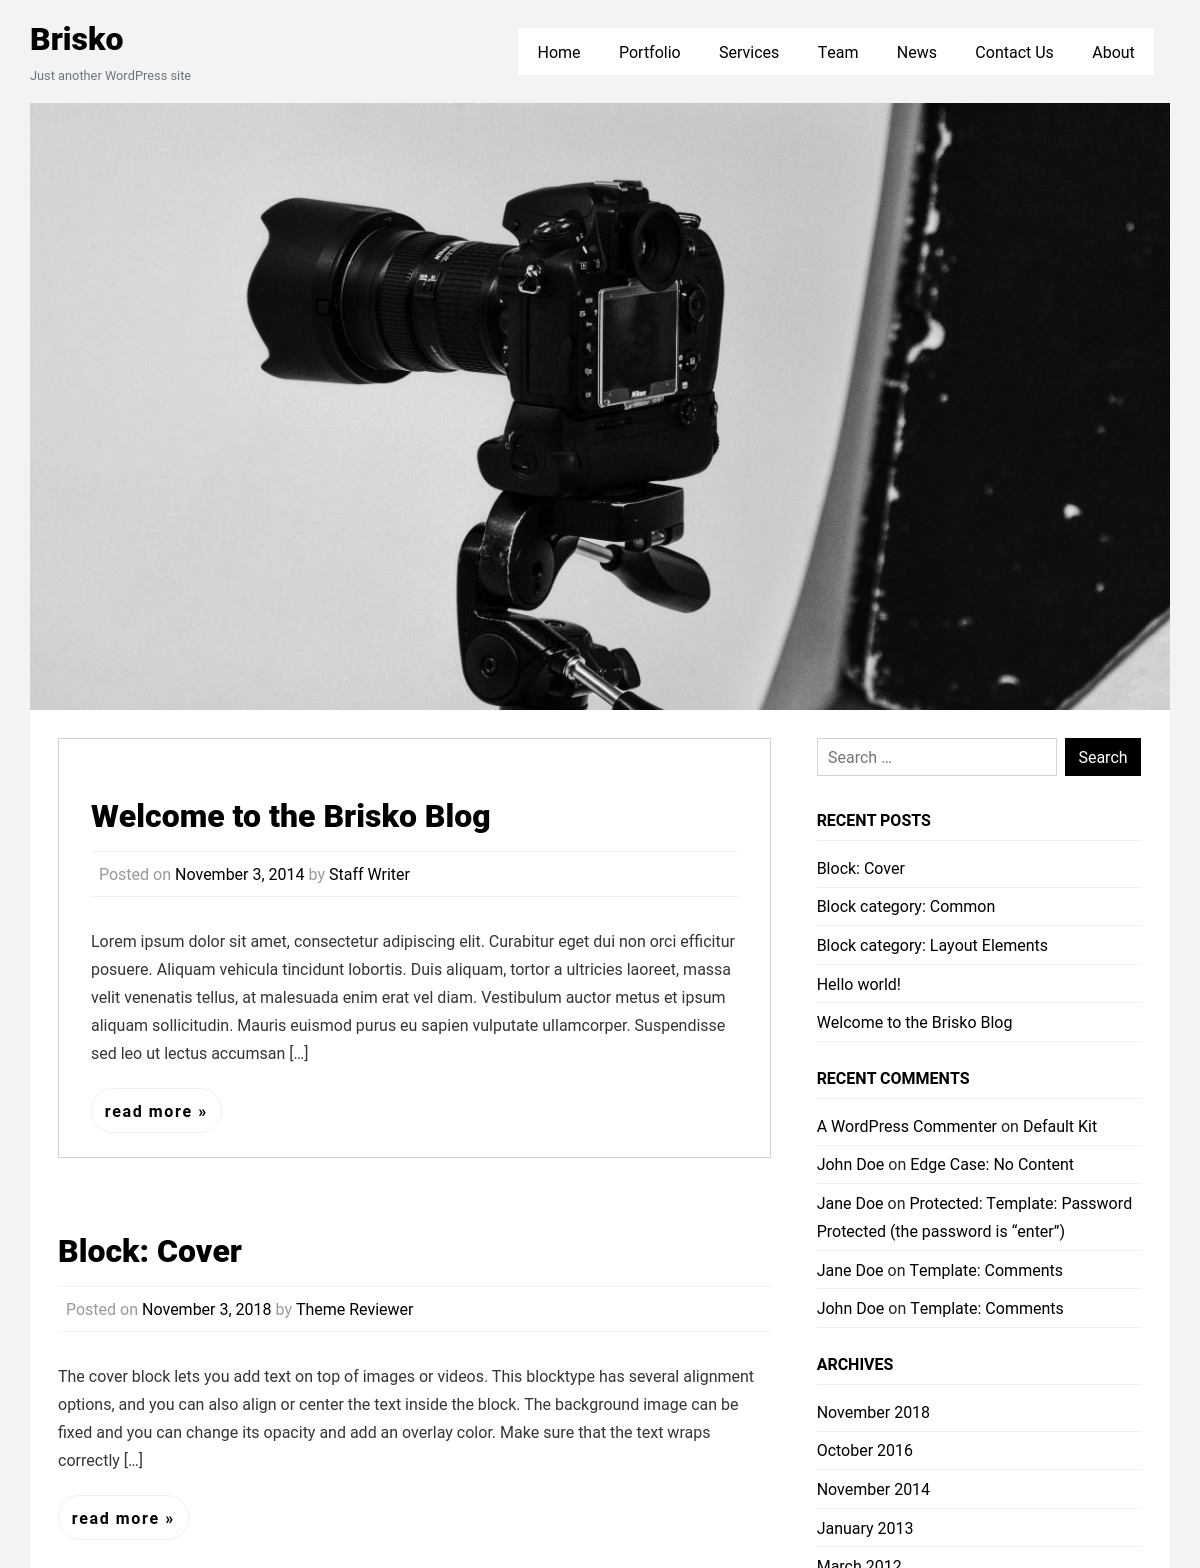 Brisko
Just another WordPress site
Home Portfolio Services Team News Contact Us About
Nikon
Welcome to the Brisko Blog
Posted on November 3, 2014 by Staff Writer
Lorem ipsum dolor sit amet, consectetur adipiscing elit. Curabitur eget dui non orci efficitur
posuere. Aliquam vehicula tincidunt lobortis. Duis aliquam, tortor a ultricies laoreet, massa
velit venenatis tellus, at malesuada enim erat vel diam. Vestibulum auctor metus et ipsum
aliquam sollicitudin. Mauris euismod purus eu sapien vulputate ullamcorper. Suspendisse
sed leo ut lectus accumsan […]
read more »
Block: Cover
Posted on November 3, 2018 by Theme Reviewer
The cover block lets you add text on top of images or videos. This blocktype has several alignment
options, and you can also align or center the text inside the block. The background image can be
fixed and you can change its opacity and add an overlay color. Make sure that the text wraps
correctly […]
read more »
Search …
Search
RECENT POSTS
Block: Cover
Block category: Common
Block category: Layout Elements
Hello world!
Welcome to the Brisko Blog
RECENT COMMENTS
A WordPress Commenter on Default Kit
John Doe on Edge Case: No Content
Jane Doe on Protected: Template: Password
Protected (the password is “enter”)
Jane Doe on Template: Comments
John Doe on Template: Comments
ARCHIVES
November 2018
October 2016
November 2014
January 2013
March 2012